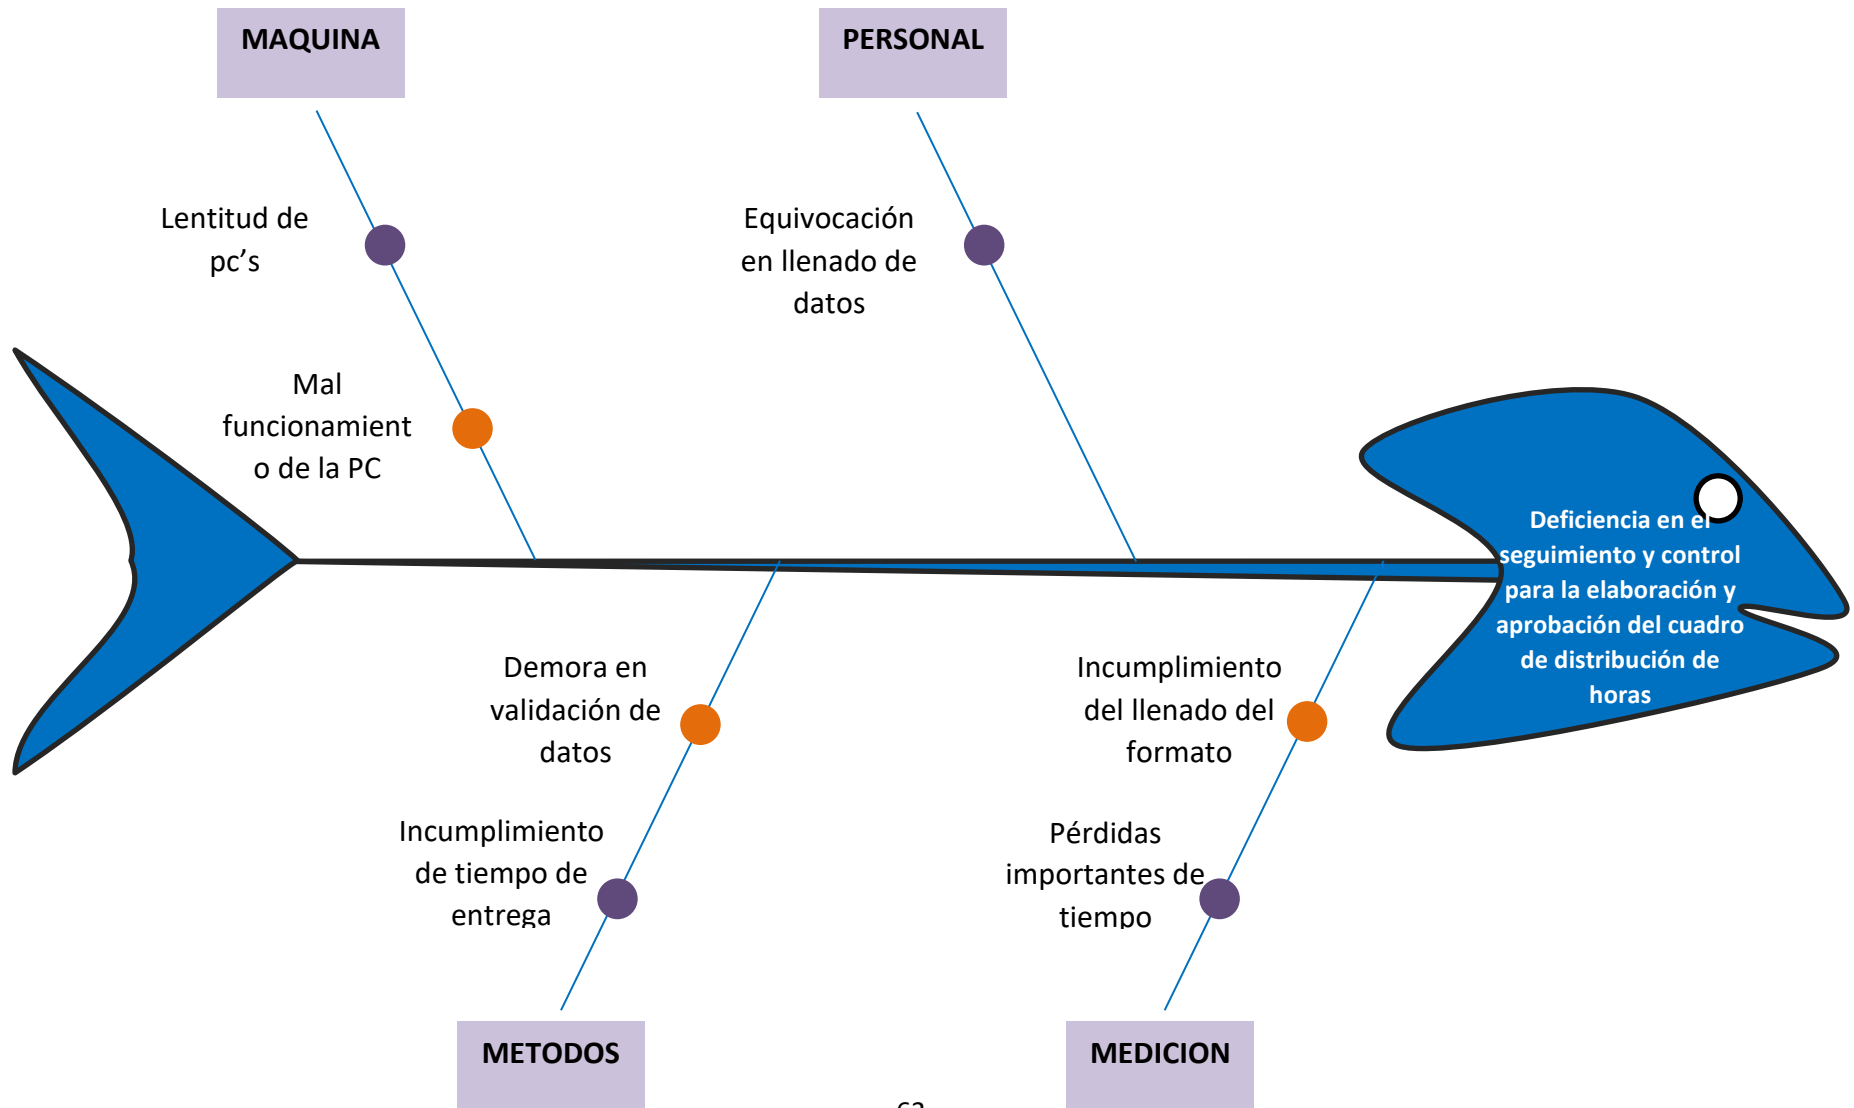 MAQUINA
PERSONAL
Lentitud de
pc’s
Equivocación
en llenado de
datos
Mal
funcionamient
o de la PC
Deficiencia en el
seguimiento y control
para la elaboración y
aprobación del cuadro
de distribución de
horas
Demora en
validación de
datos
Incumplimiento
del llenado del
formato
Incumplimiento
de tiempo de
entrega
Pérdidas
importantes de
tiempo
METODOS
MEDICION